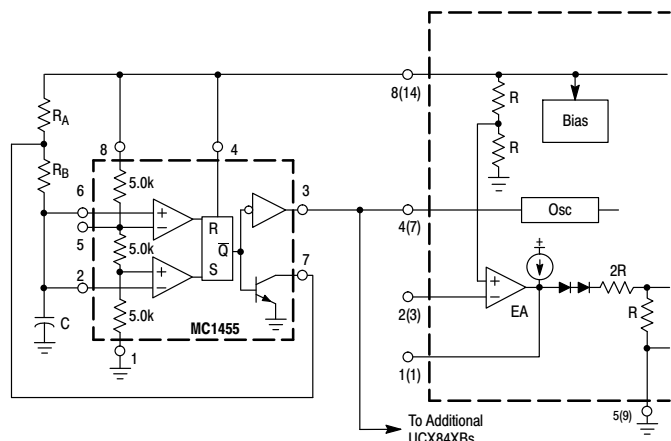 R_A
8(14)
R
Bias
R
8
4
R_B
5.0k
3
6
+
R
−
5
Q̅
4(7)
Osc
5.0k
7
+
S
2
−
+
2R
−
EA
R
2(3)
5.0k
C
MC1455
1
1(1)
5(9)
To Additional
UCX84XBs